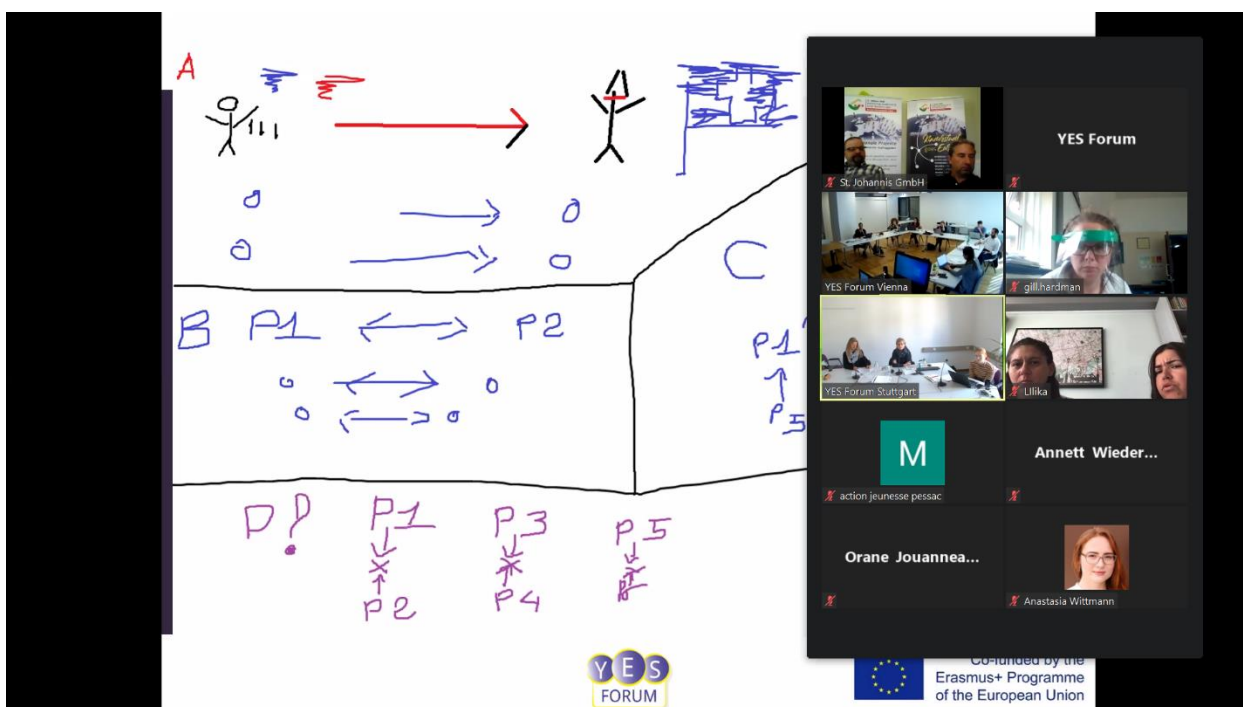 A
C
B P1 P2
P1
P5
D? P1 P3 P5
P2 P4
YES Forum
St. Johannis GmbH
YES Forum Vienna
gill.hardman
YES Forum Stuttgart
LIlika
M
action jeunesse pessac
Annett Wieder...
Orane Jouannea...
Anastasia Wittmann
YES
FORUM
Co-funded by the
Erasmus+ Programme
of the European Union